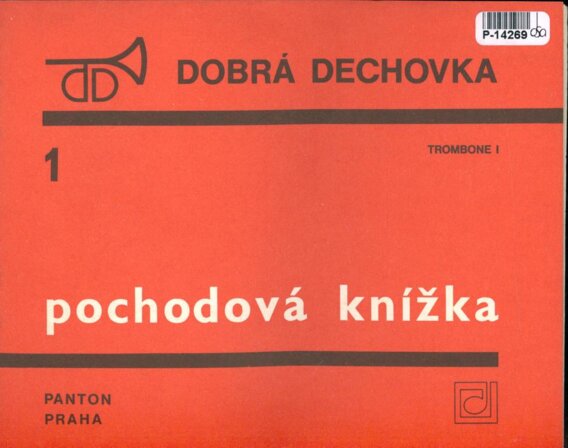 P-14269
DOBRÁ DECHOVKA
1
TROMBONE I
pochodová knížka
PANTON
PRAHA